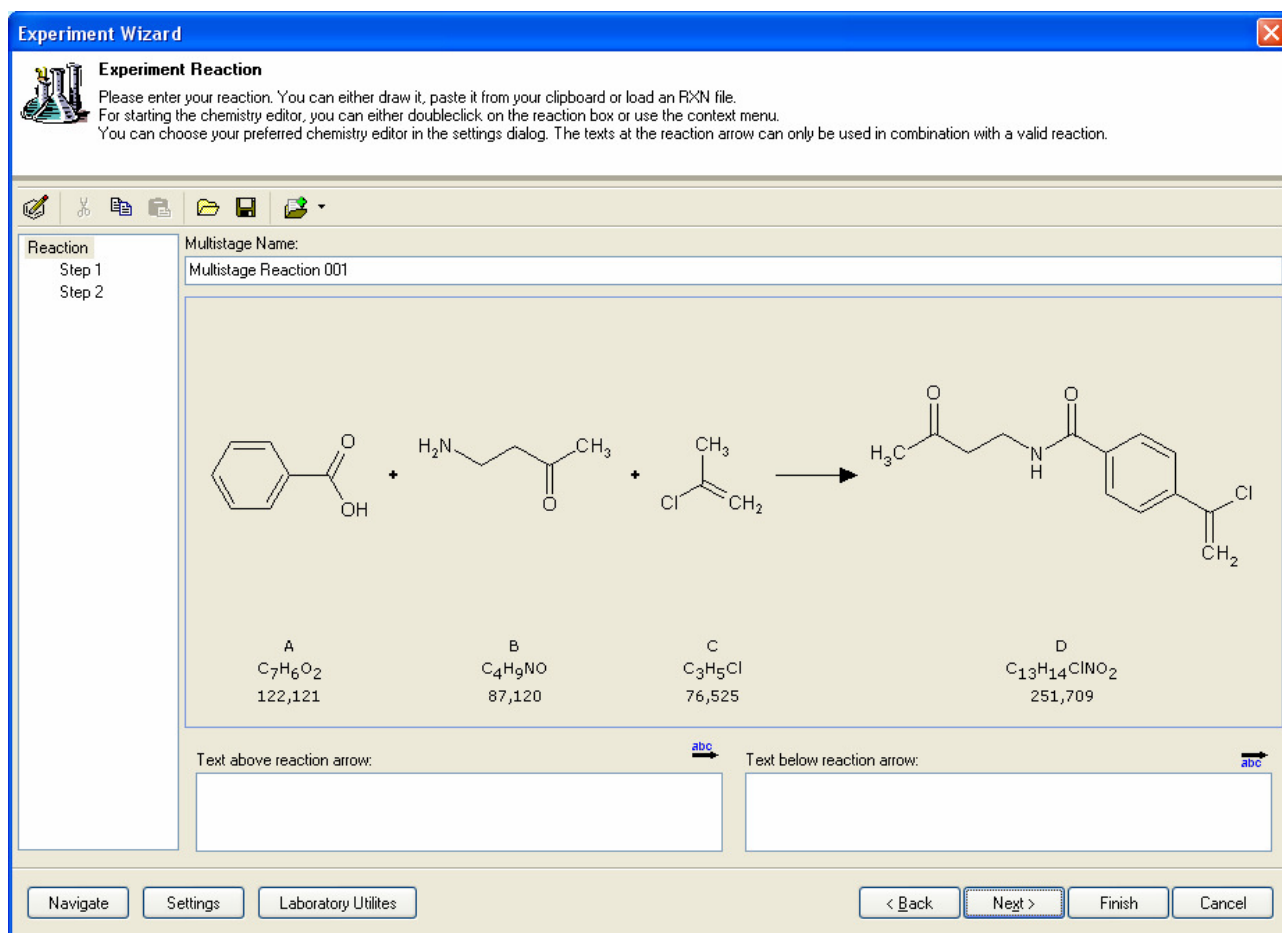 Experiment Wizard
Experiment Reaction
Please enter your reaction. You can either draw it, paste it from your clipboard or load an RXN file.
For starting the chemistry editor, you can either doubleclick on the reaction box or use the context menu.
You can choose your preferred chemistry editor in the settings dialog. The texts at the reaction arrow can only be used in combination with a valid reaction.
Reaction
Step 1
Step 2
Multistage Name:
Multistage Reaction 001
O
OH
+
H2N
CH3
O
+
CH3
Cl
CH2
O
H3C
N
H
O
Cl
CH2
A
C7H6O2
122,121
B
C4H9NO
87,120
C
C3H5Cl
76,525
D
C13H14ClNO2
251,709
Text above reaction arrow:
abc
Text below reaction arrow:
abc
Navigate
Settings
Laboratory Utilites
< Back
Next >
Finish
Cancel